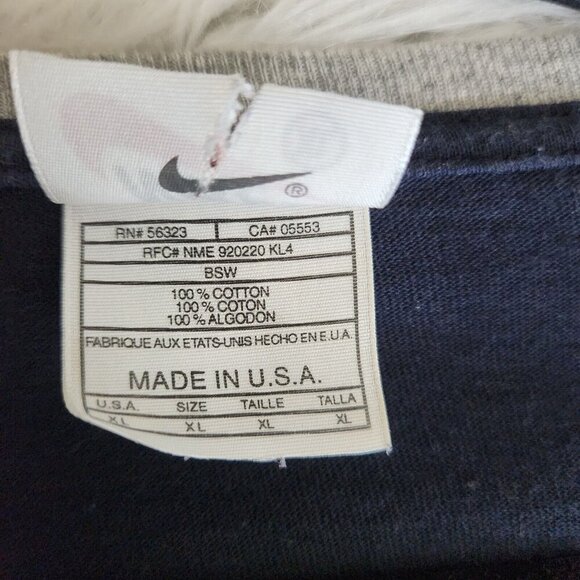 ®
RN# 56323 CA# 05553
RFC# NME 920220 KL4
BSW
100% COTTON
100% COTON
100% ALGODON
FABRIQUE AUX ETATS-UNIS HECHO EN E.U.A.
MADE IN U.S.A.
U.S.A. SIZE TAILLE TALLA
XL XL XL XL